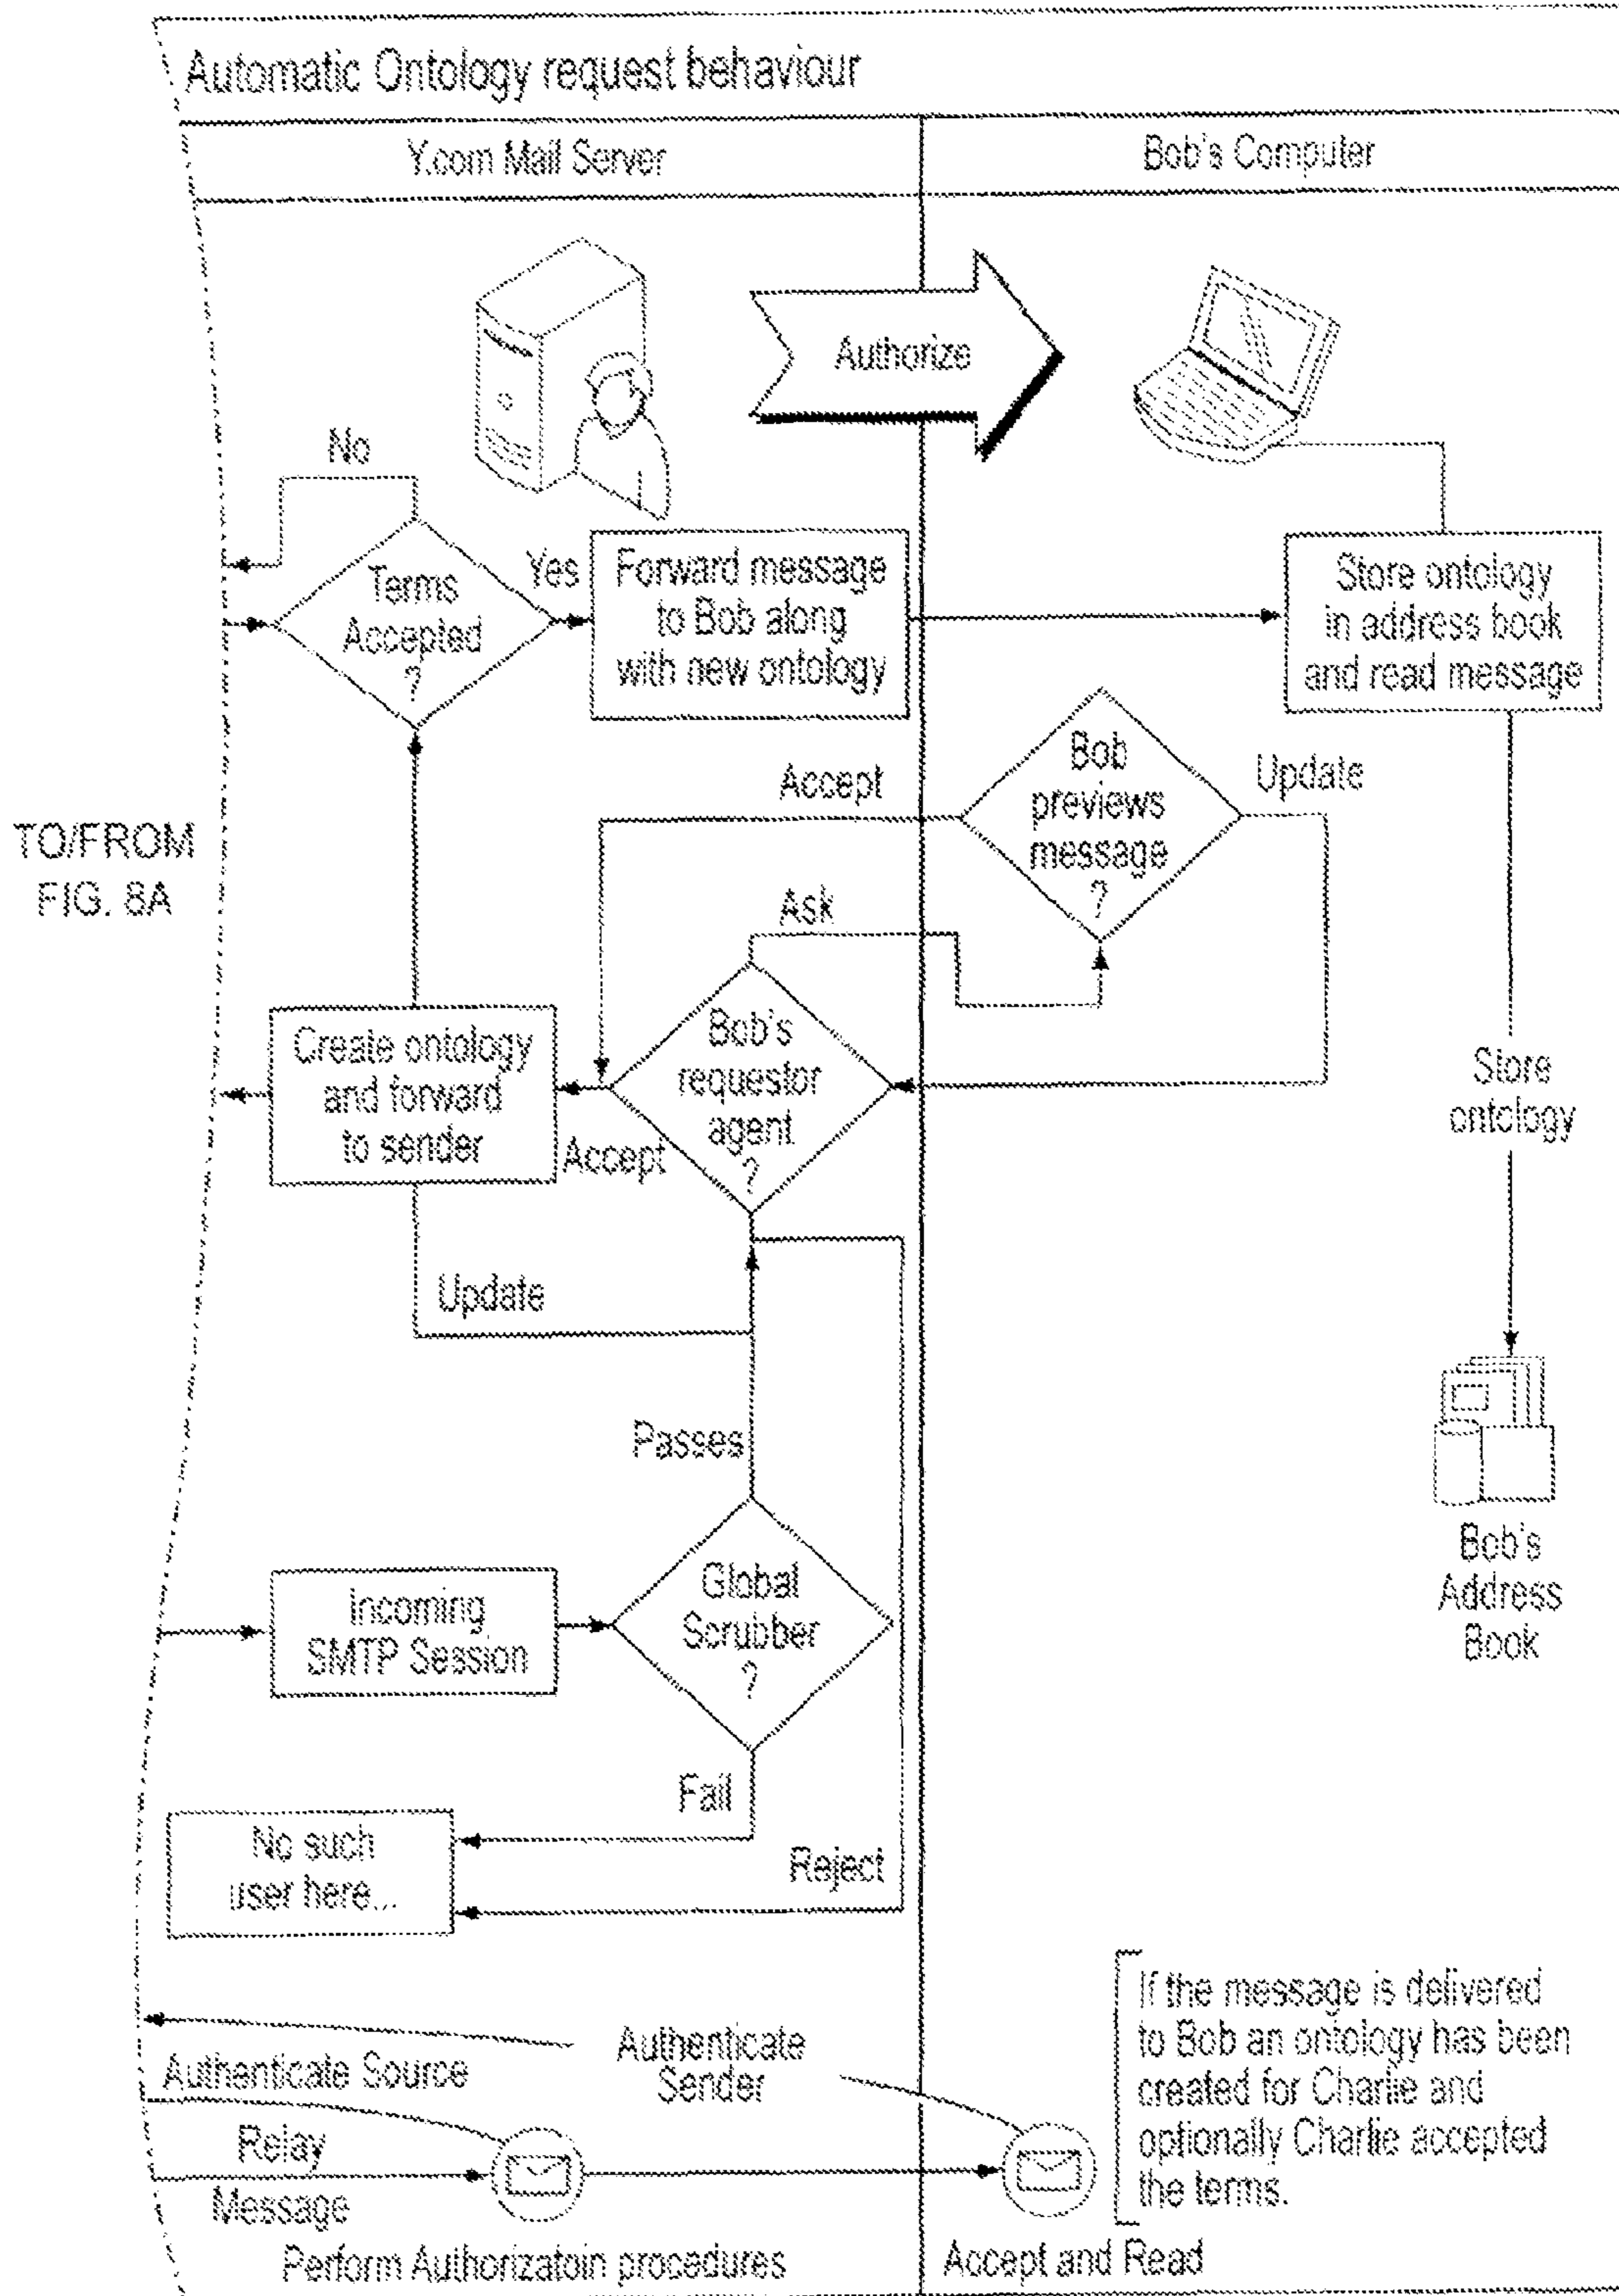 Automatic Ontology request behaviour
Y.com Mail Server
Bob's Computer
Authorize
No
Terms
Accepted
?
Yes
Forward message
to Bob along
with new ontology
Store ontology
in address book
and read message
Accept
Bob
previews
message
?
Update
TO/FROM
FIG. 8A
Ask
Create ontology
and forward
to sender
Accept
Bob's
requestor
agent
?
Store
ontology
Update
Passes
Incoming
SMTP Session
Global
Scrubber
?
Bob's
Address
Book
Fail
No such
user here...
Reject
Authenticate Source
Authenticate
Sender
Relay
Message
If the message is delivered
to Bob an ontology has been
created for Charlie and
optionally Charlie accepted
the terms.
Perform Authorizatoin procedures
Accept and Read